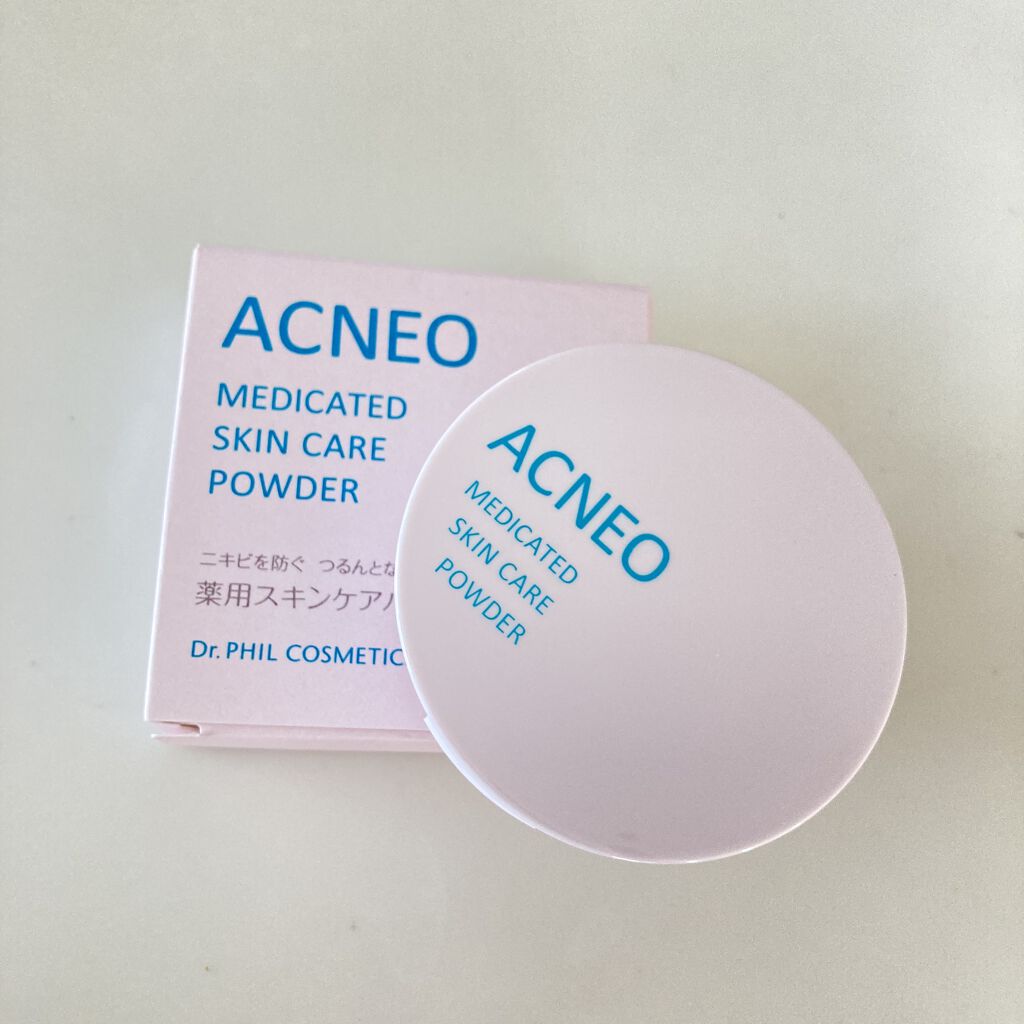 ACNEO
MEDICATED
SKIN CARE
POWDER
ニキビを防ぐ つるんとな
薬用スキンケア
Dr. PHIL COSMETIC
ACNEO
MEDICATED
SKIN CARE
POWDER